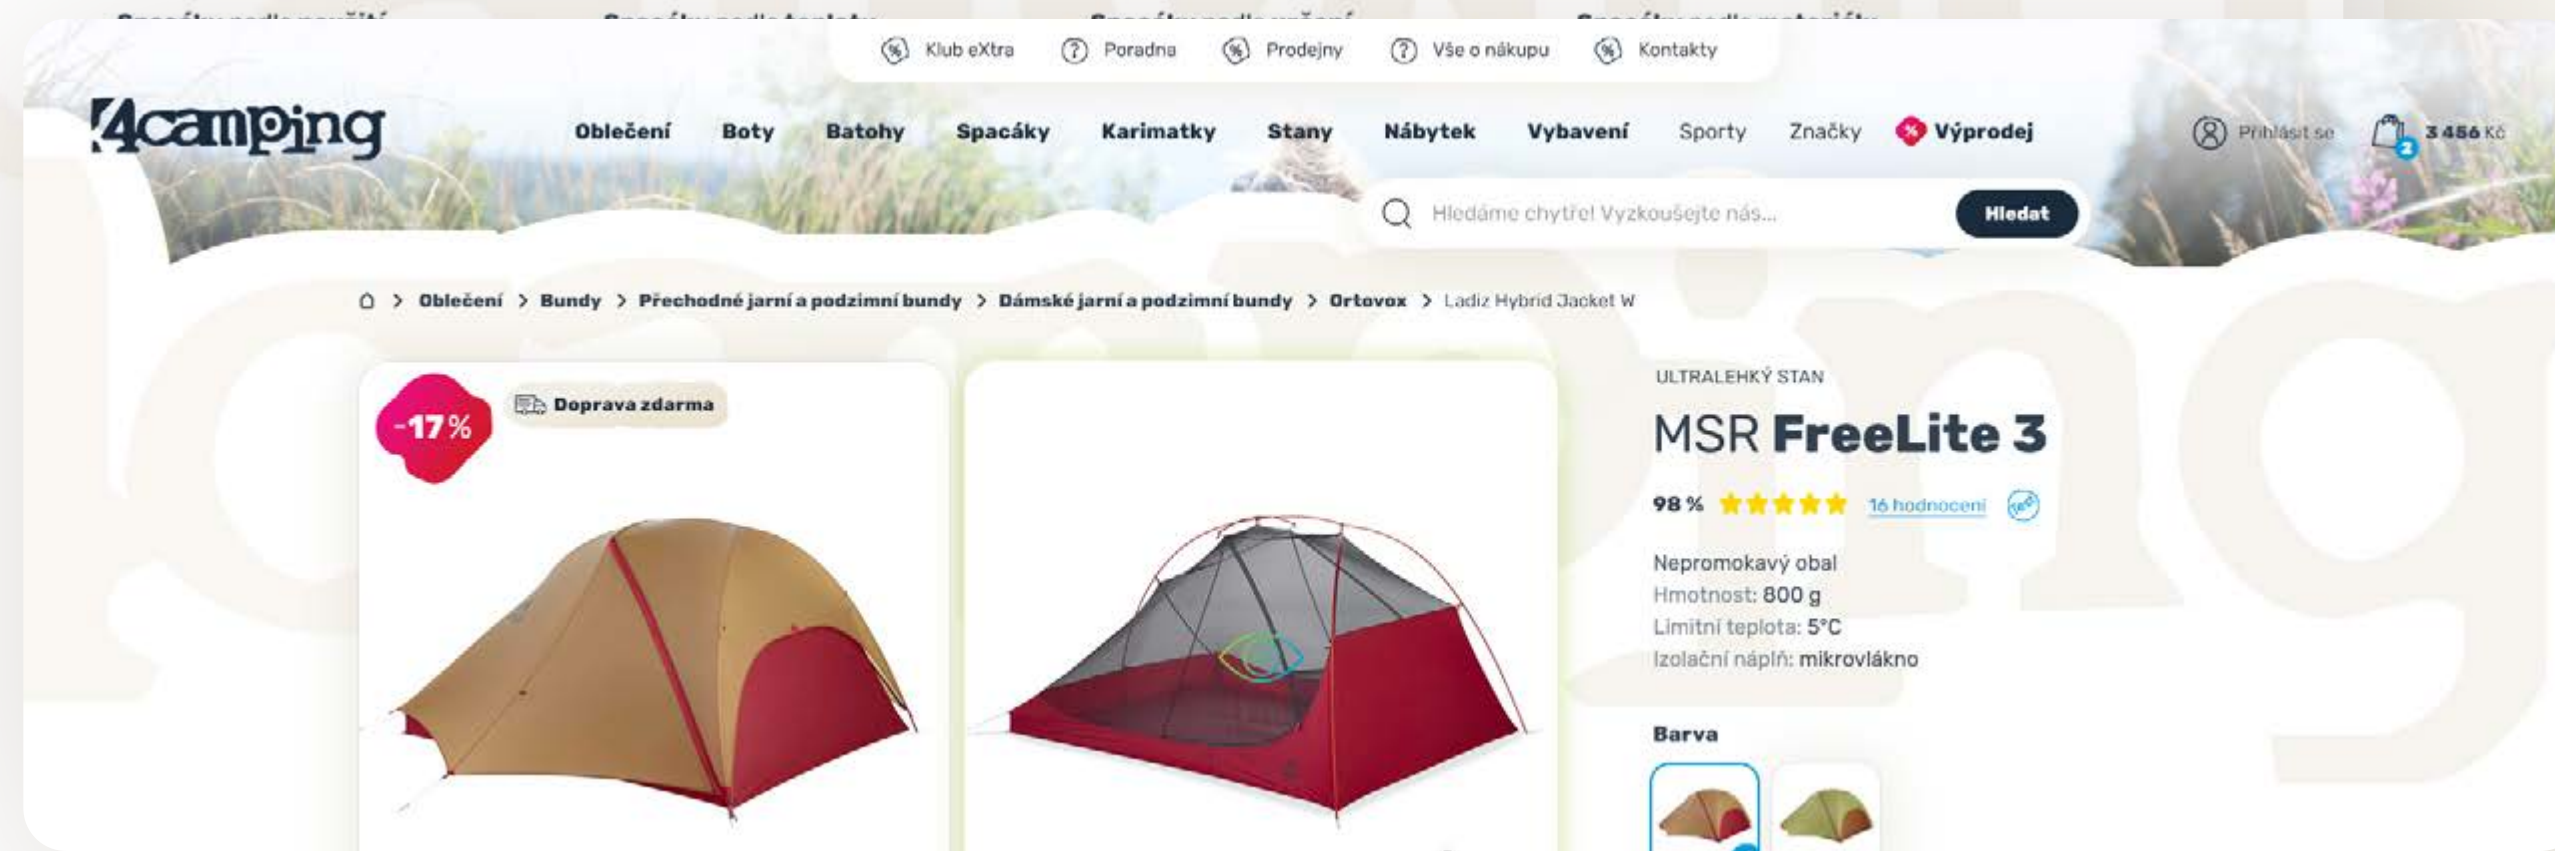 Klub eXtra
Poradna
Prodejny
Vše o nákupu
Kontakty
4camping
Oblečení
Boty
Batohy
Spacáky
Karimatky
Stany
Nábytek
Vybavení
Sporty
Značky
% Výprodej
Přihlásit se
2
3 456 Kč
Hledáme chytře! Vyzkoušejte nás...
Hledat
> Oblečení > Bundy > Přechodné jarní a podzimní bundy > Dámské jarní a podzimní bundy > Ortovox > Ladiz Hybrid Jacket W
-17%
Doprava zdarma
ULTRALEHKÝ STAN
MSR FreeLite 3
98 %
16 hodnocení
Nepromokavý obal
Hmotnost: 800 g
Limitní teplota: 5°C
Izolační náplň: mikrovlákno
Barva